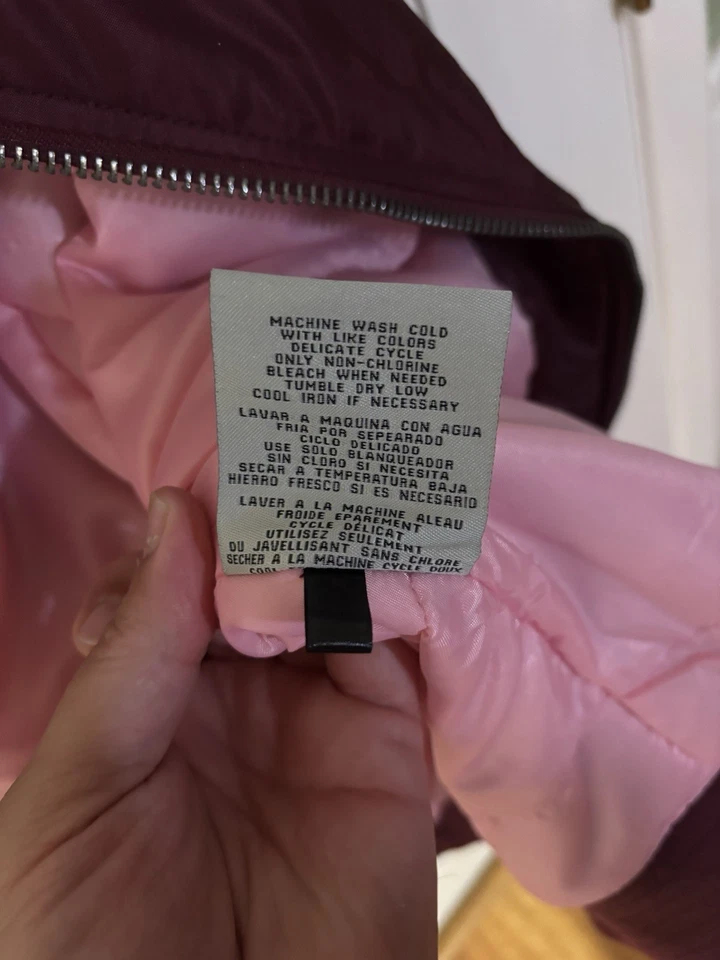 MACHINE WASH COLD
WITH LIKE COLORS
DELICATE CYCLE
ONLY NON-CHLORINE
BLEACH WHEN NEEDED
TUMBLE DRY LOW
COOL IRON IF NECESSARY
LAVAR A MAQUINA CON AGUA
FRIA POR SEPEARADO
CICLO DELICADO
USE SOLO BLANQUEADOR
SIN CLORO SI NECESITA
SECAR A TEMPERATURA BAJA
HIERRO FRESCO SI ES NECESARIO
LAVER A LA MACHINE ALEAU
FROIDE EPAREMENT
CYCLE DÉLICAT
UTILISEZ SEULEMENT
DU JAVELLISANT SANS CHLORE
SECHER A LA MACHINE CYCLE DOUX